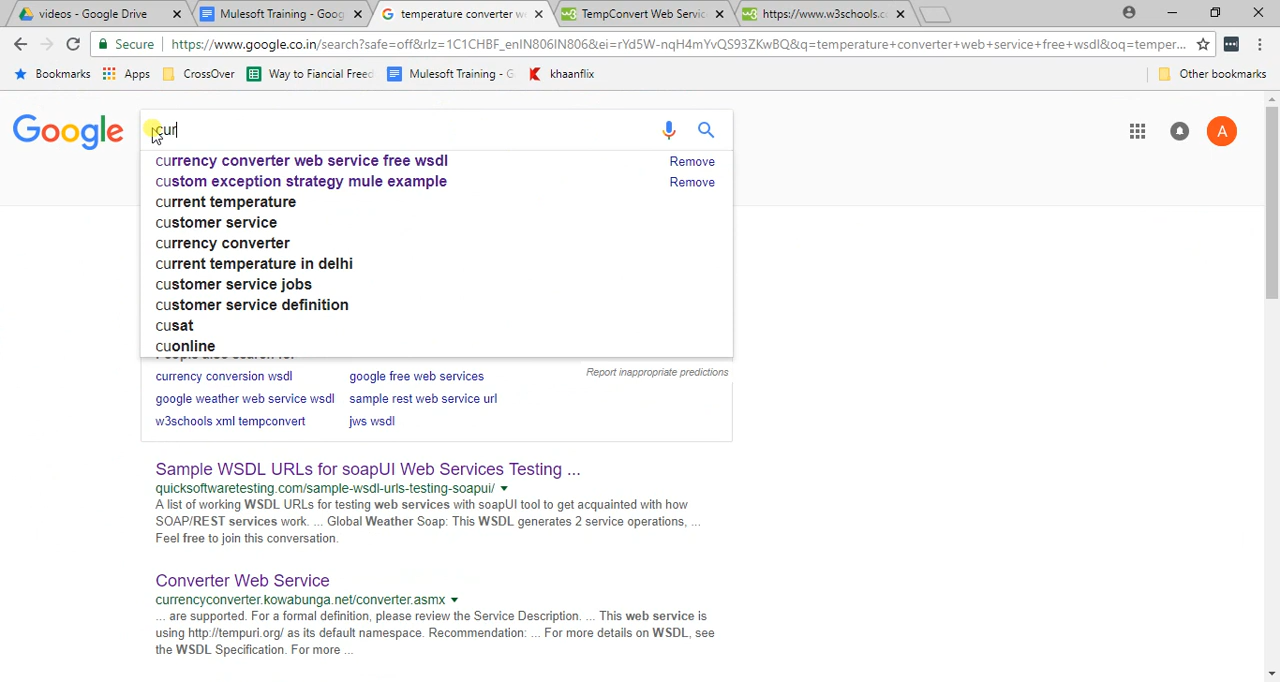 videos - Google Drive
Mulesoft Training - Goog
temperature converter w
TempConvert Web Servic
https://www.w3schools.c
Secure
https://www.google.co.in/search?safe=off&rlz=1C1CHBF_enIN806IN806&ei=rYd5W-nqH4mYvQS93ZKwBQ&q=temperature+converter+web+service+free+wsdl&oq=temper...
Bookmarks
Apps
CrossOver
Way to Fiancial Freed
Mulesoft Training - G
khaanflix
Other bookmarks
Google
cur
A
currency converter web service free wsdl Remove
custom exception strategy mule example Remove
current temperature
customer service
currency converter
current temperature in delhi
customer service jobs
customer service definition
cusat
cuonline
People also search for
Report inappropriate predictions
currency conversion wsdl google free web services
google weather web service wsdl sample rest web service url
w3schools xml tempconvert jws wsdl
Sample WSDL URLs for soapUI Web Services Testing ...
quicksoftwaretesting.com/sample-wsdl-urls-testing-soapui/
A list of working WSDL URLs for testing web services with soapUI tool to get acquainted with how
SOAP/REST services work. ... Global Weather Soap: This WSDL generates 2 service operations, ...
Feel free to join this conversation.
Converter Web Service
currencyconverter.kowabunga.net/converter.asmx
... are supported. For a formal definition, please review the Service Description. ... This web service is
using http://tempuri.org/ as its default namespace. Recommendation: ... For more details on WSDL, see
the WSDL Specification. For more ...